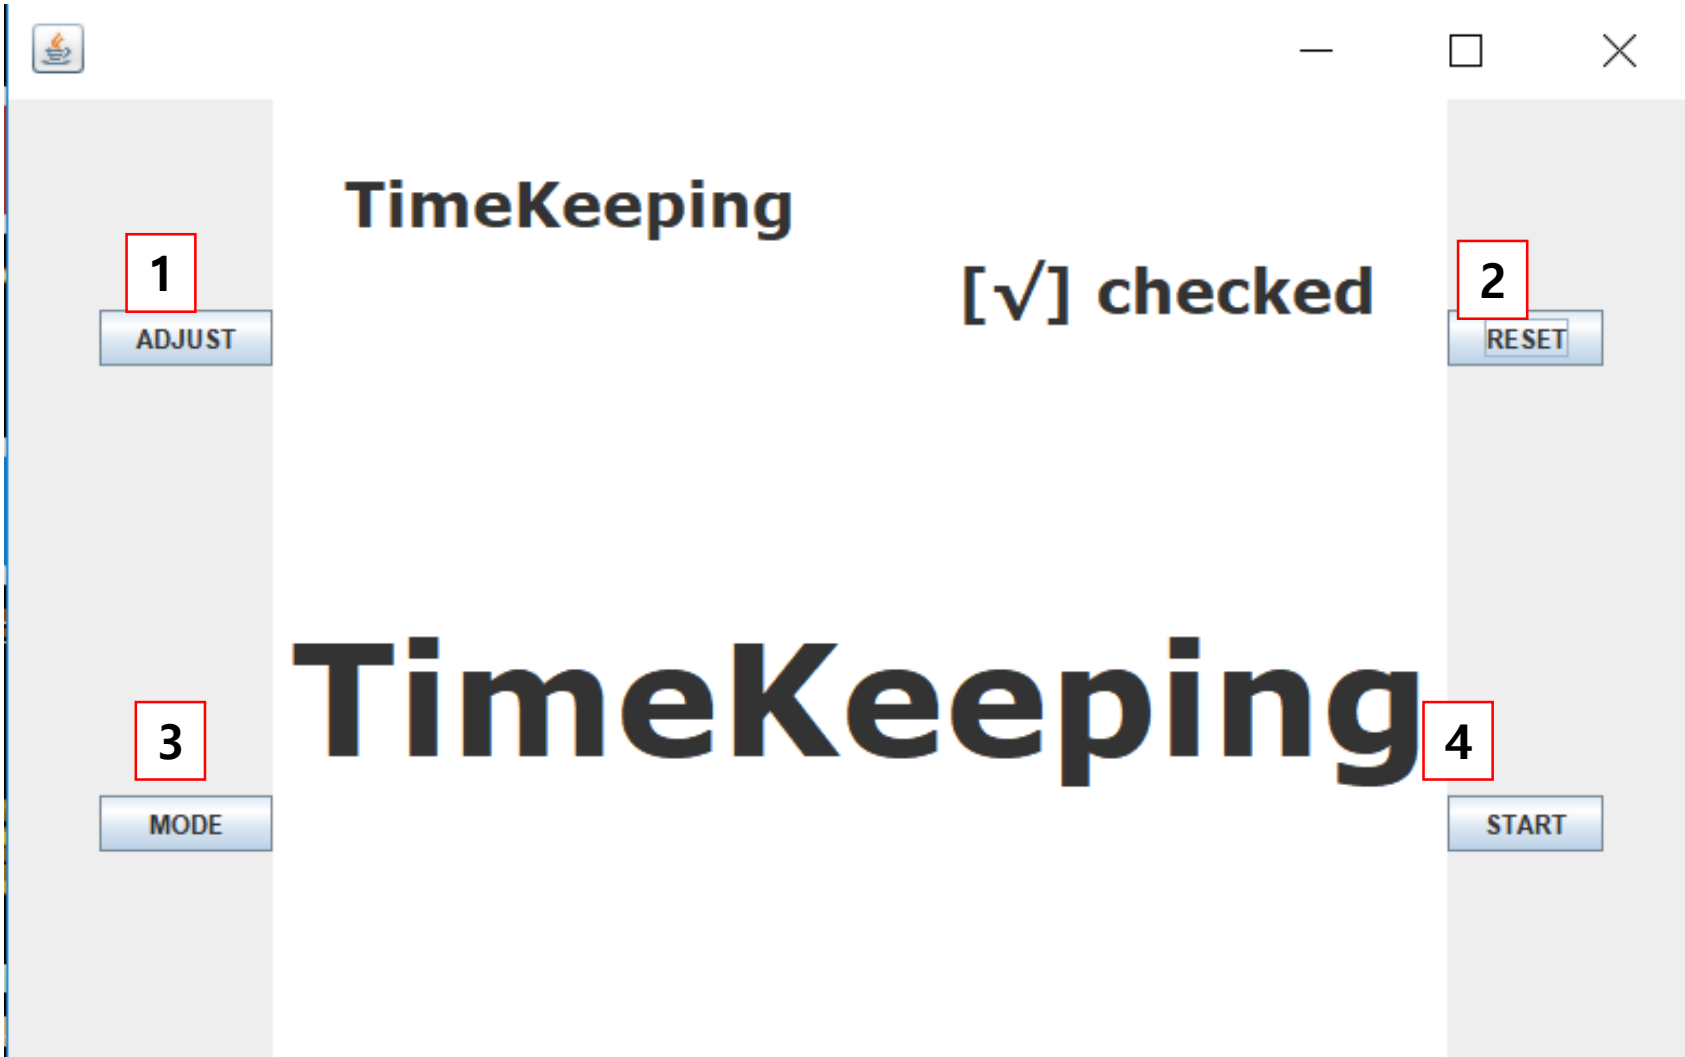 TimeKeeping
[√] checked
1
ADJUST
2
RESET
TimeKeeping
3
MODE
4
START